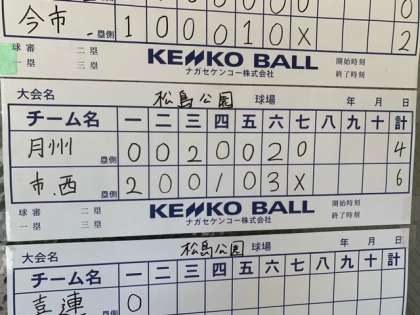 今市 一塁側 1 0 0 0 1 0 X 2
球審 二塁
一塁 三塁
KENKO BALL
ナガセケンコー株式会社
開始時刻
終了時刻
大会名 松島公園 球場 年 月 日
チーム名 一 二 三 四 五 六 七 八 九 十 計
月州 塁側 0 0 2 0 0 2 0 4
市.西 塁側 2 0 0 1 0 3 X 6
球審 二塁
一塁 三塁
KENKO BALL
ナガセケンコー株式会社
開始時刻
終了時刻
大会名 松島公園 球場 年 月 日
チーム名 一 二 三 四 五 六 七 八 九 十 計
喜連 0